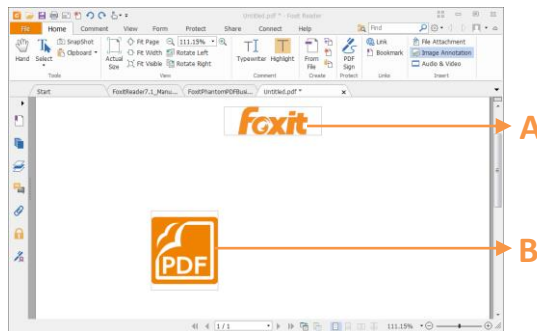 Untitled.pdf * - Foxit Reader
File Home Comment View Form Protect Share Connect Help Find
Hand
Select
SnapShot
Clipboard
Actual Size
Fit Page
Fit Width
Fit Visible
111.15%
Rotate Left
Rotate Right
Typewriter
Highlight
From File
PDF Sign
Link
Bookmark
File Attachment
Image Annotation
Audio & Video
Tools View Comment Create Protect Links Insert
Start FoxitReader7.1_Manu... FoxitPhantomPDFBusi... Untitled.pdf *
Foxit
A
PDF
B
1 / 1 111.15%